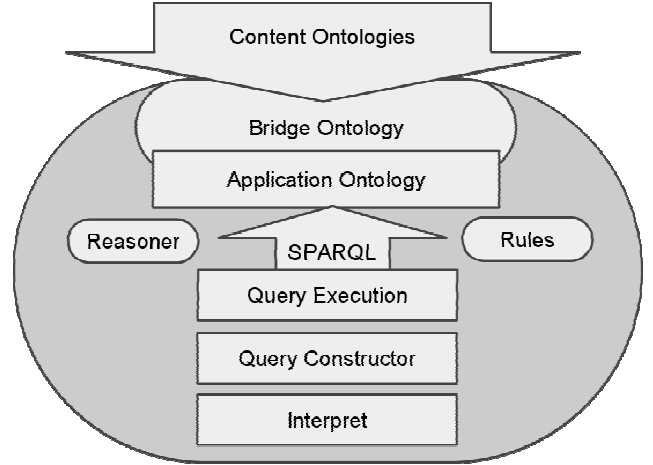 Content Ontologies
Bridge Ontology
Application Ontology
Reasoner
SPARQL
Rules
Query Execution
Query Constructor
Interpret